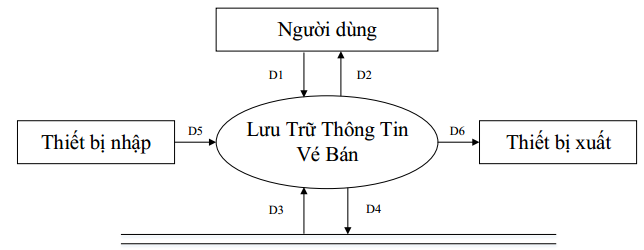 Người dùng
D1
D2
Thiết bị nhập
D5
Lưu Trữ Thông Tin
Vé Bán
D6
Thiết bị xuất
D3
D4